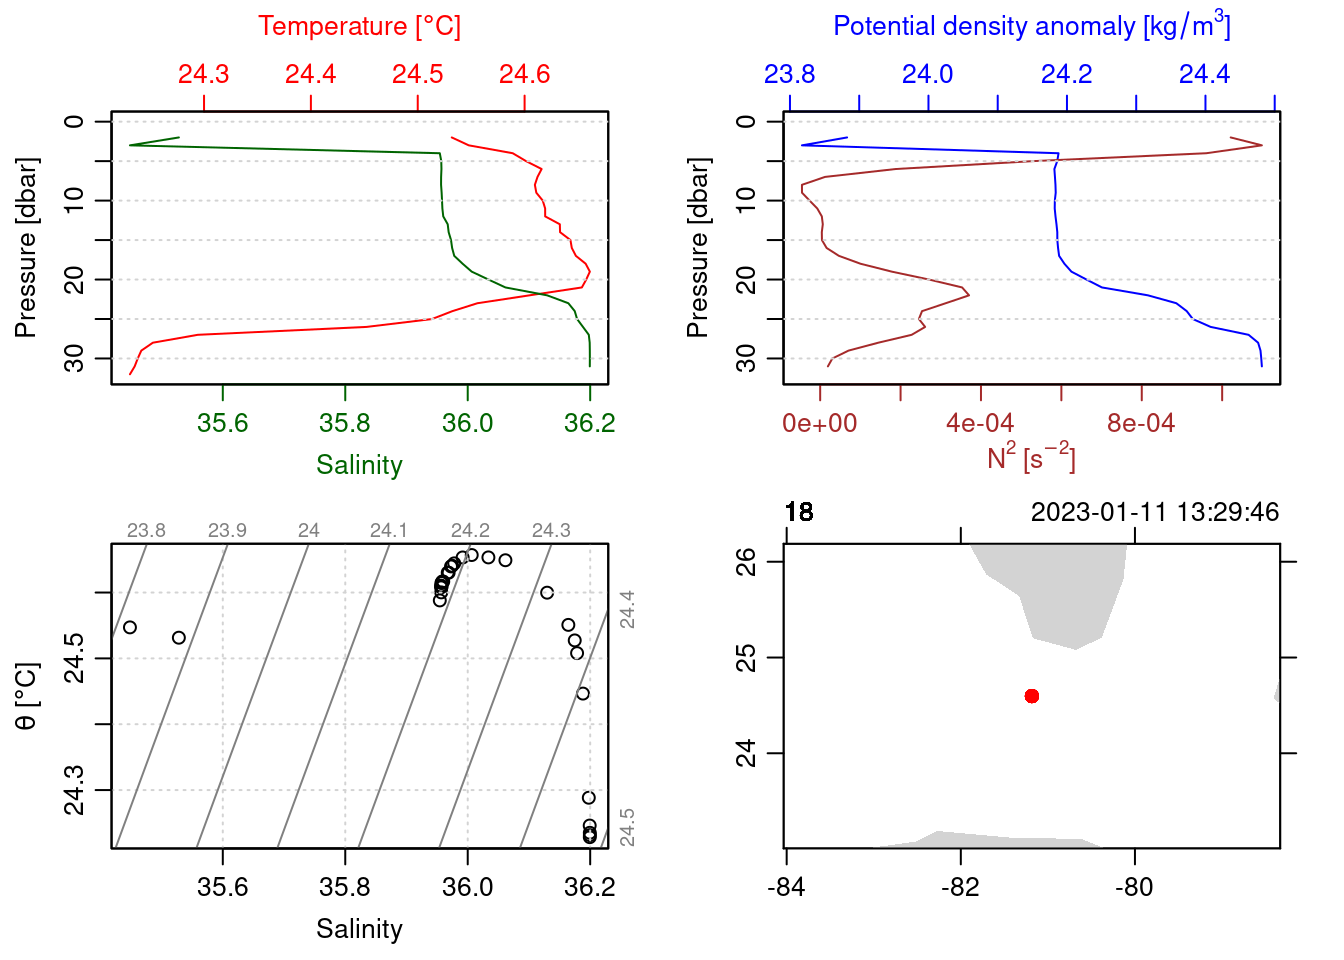 Temperature [°C]
24.3 24.4 24.5 24.6
Pressure [dbar]
0
10
20
30
35.6 35.8 36.0 36.2
Salinity
Potential density anomaly [kg/m³]
23.8 24.0 24.2 24.4
Pressure [dbar]
0
10
20
30
0e+00 4e-04 8e-04
N² [s⁻²]
23.8 23.9 24 24.1 24.2 24.3
24.4
24.5
θ [°C]
24.5
24.3
35.6 35.8 36.0 36.2
Salinity
18 2023-01-11 13:29:46
26
25
24
-84 -82 -80